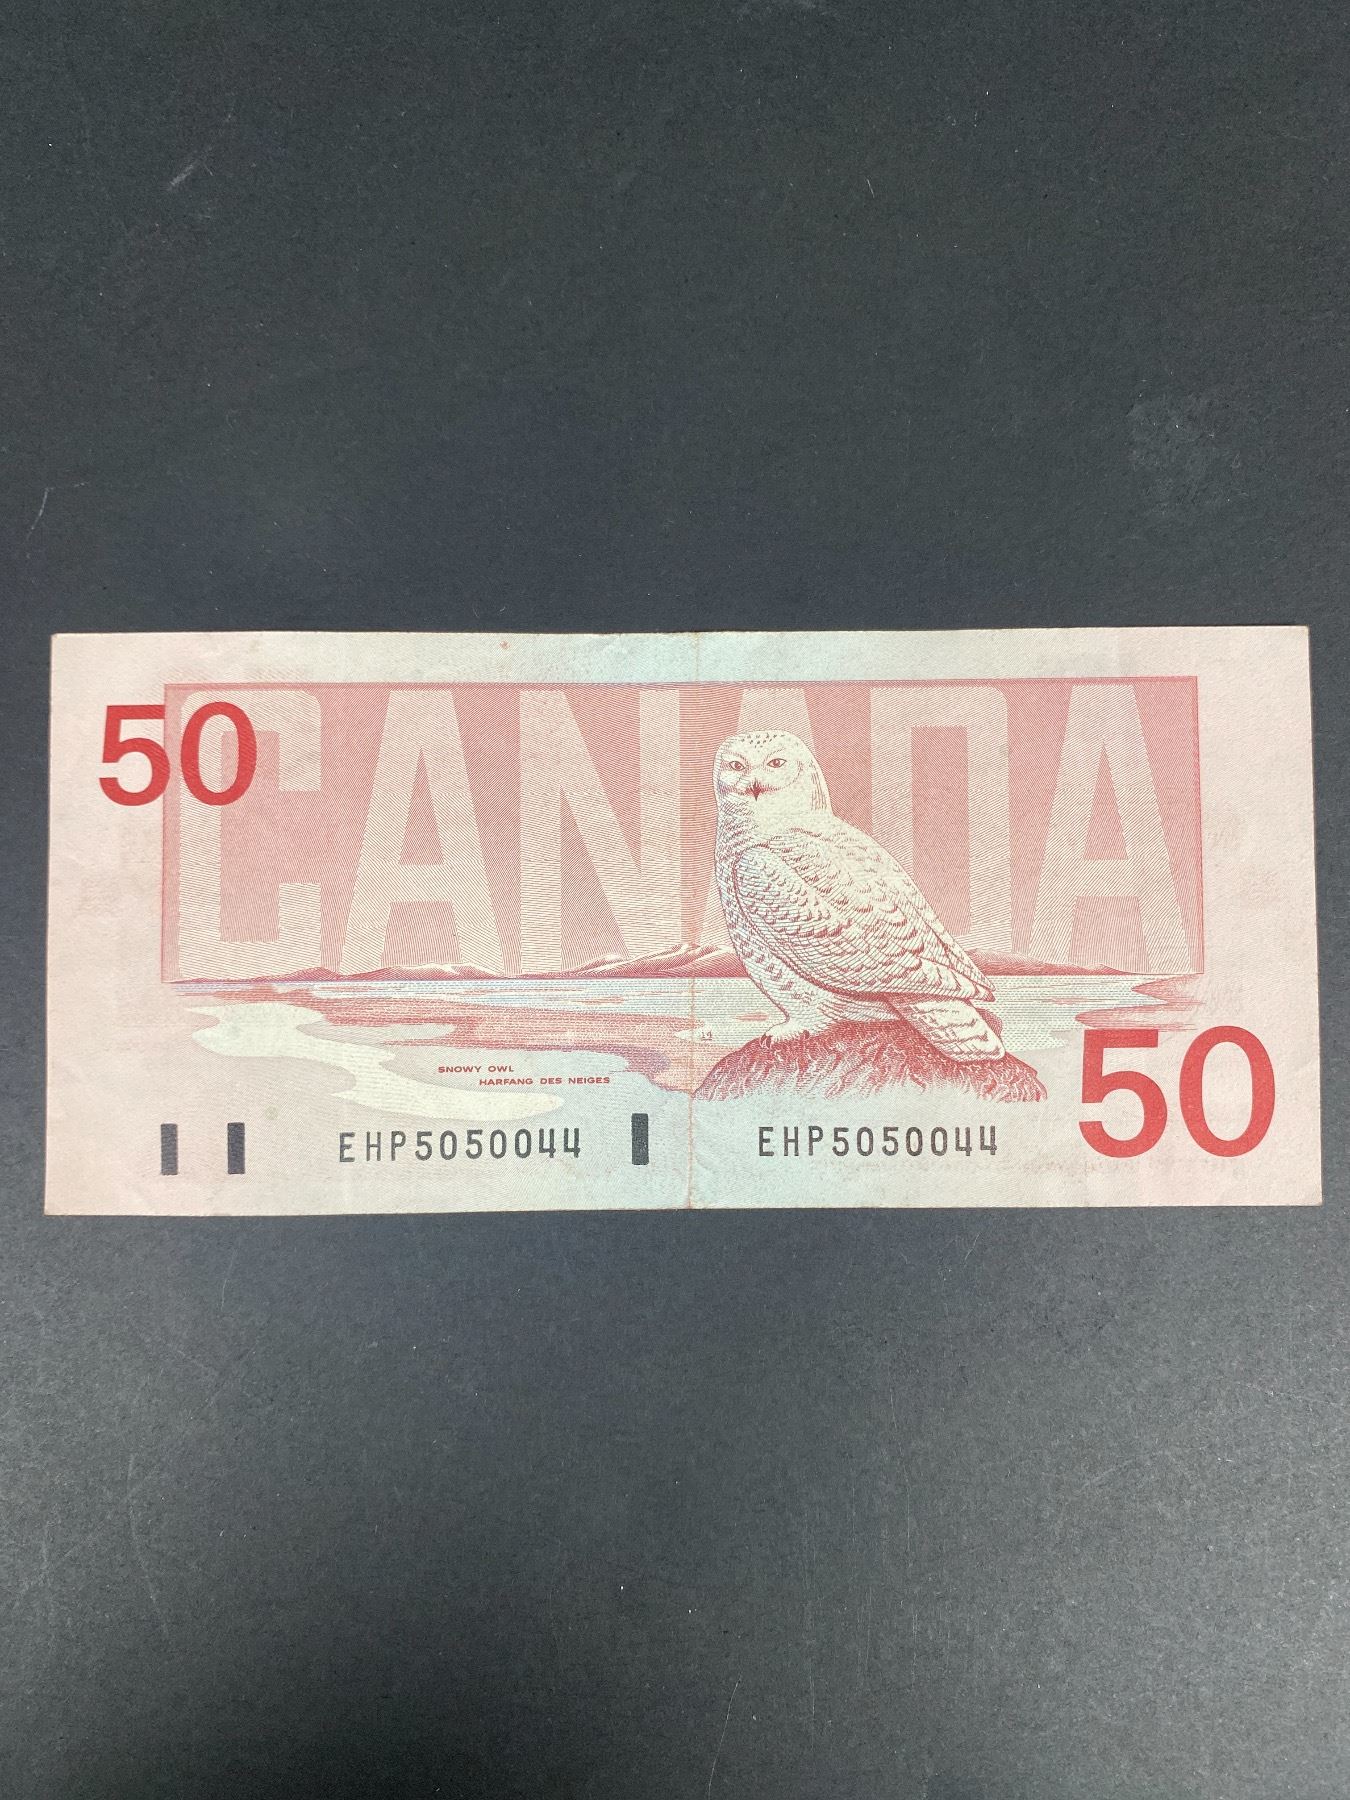 CANADA
50
SNOWY OWL
HARFANG DES NEIGES
50
EHP5050044 EHP5050044